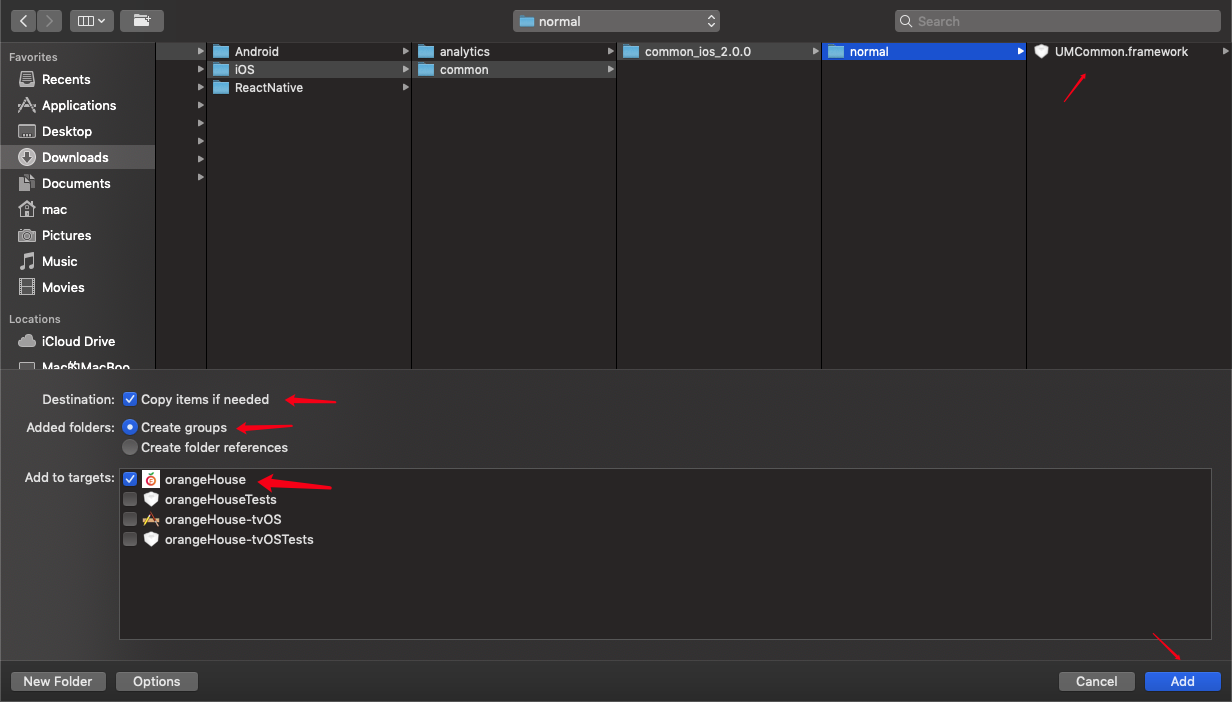 normal
Search
Favorites
Recents
Applications
Desktop
Downloads
Documents
mac
Pictures
Music
Movies
Locations
iCloud Drive
Mac的MacBoo
Android
iOS
ReactNative
analytics
common
common_ios_2.0.0
normal
UMCommon.framework
Destination: Copy items if needed
Added folders: Create groups
Create folder references
Add to targets: orangeHouse
orangeHouseTests
orangeHouse-tvOS
orangeHouse-tvOSTests
New Folder Options Cancel Add